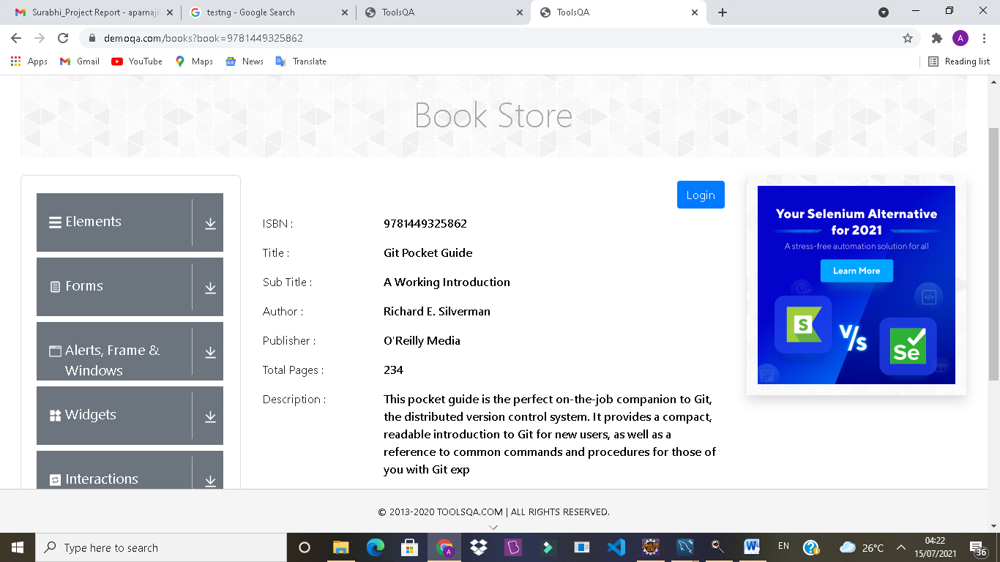 Surabhi_Project Report - aparnajit
testng - Google Search
ToolsQA
ToolsQA
demoqa.com/books?book=9781449325862
A
Apps
Gmail
YouTube
Maps
News
Translate
Reading list
Book Store
Login
Elements
Forms
Alerts, Frame &
Windows
Widgets
Interactions
ISBN :
9781449325862
Title :
Git Pocket Guide
Sub Title :
A Working Introduction
Author :
Richard E. Silverman
Publisher :
O'Reilly Media
Total Pages :
234
Description :
This pocket guide is the perfect on-the-job companion to Git,
the distributed version control system. It provides a compact,
readable introduction to Git for new users, as well as a
reference to common commands and procedures for those of
you with Git exp
Your Selenium Alternative
for 2021
A stress-free automation solution for all
Learn More
S
V/S
Se
© 2013-2020 TOOLSQA.COM | ALL RIGHTS RESERVED.
Type here to search
A
EN
26°C
04:22
15/07/2021
36